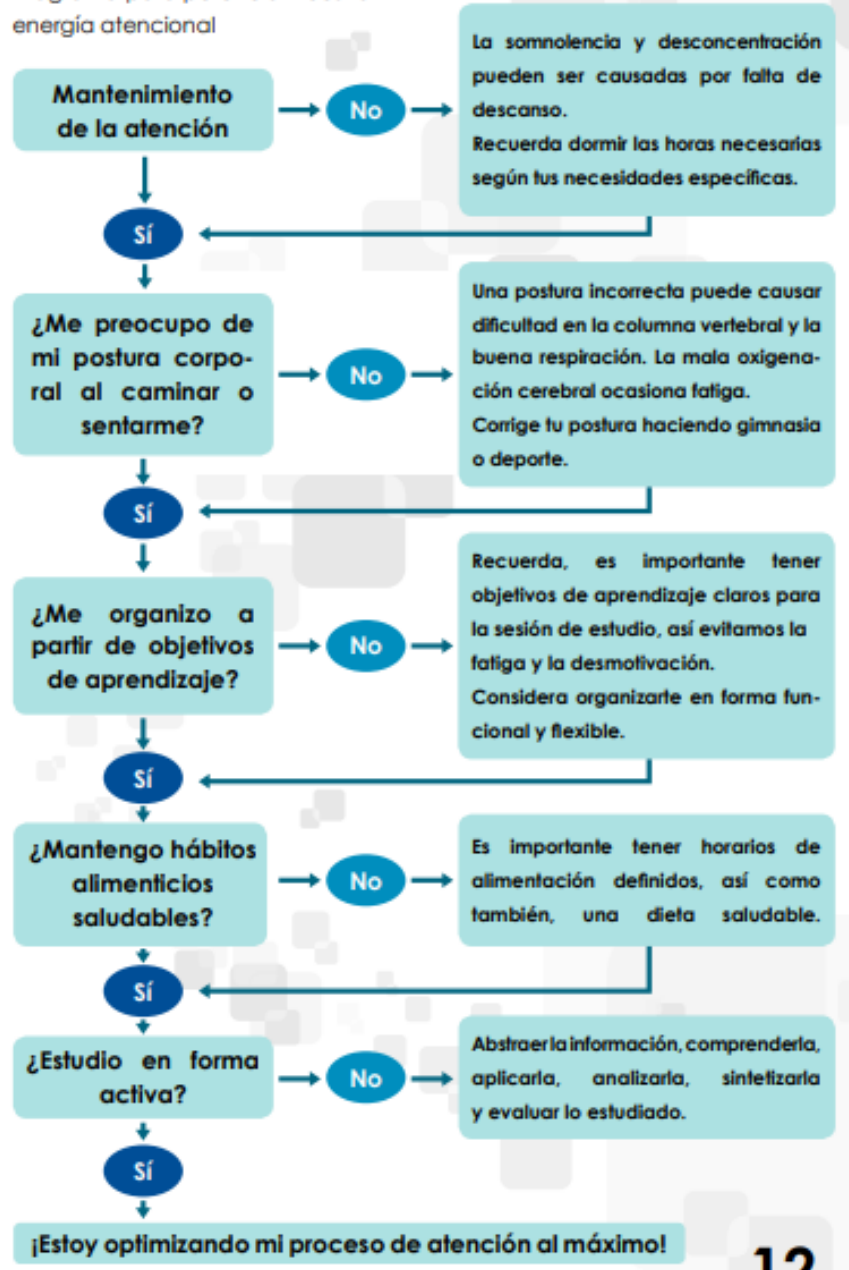 energía atencional
Mantenimiento
de la atención
No
La somnolencia y desconcentración
pueden ser causadas por falta de
descanso.
Recuerda dormir las horas necesarias
según tus necesidades específicas.
Sí
¿Me preocupo de
mi postura corpo-
ral al caminar o
sentarme?
No
Una postura incorrecta puede causar
dificultad en la columna vertebral y la
buena respiración. La mala oxigena-
ción cerebral ocasiona fatiga.
Corrige tu postura haciendo gimnasia
o deporte.
Sí
¿Me organizo a
partir de objetivos
de aprendizaje?
No
Recuerda, es importante tener
objetivos de aprendizaje claros para
la sesión de estudio, así evitamos la
fatiga y la desmotivación.
Considera organizarte en forma fun-
cional y flexible.
Sí
¿Mantengo hábitos
alimenticios
saludables?
No
Es importante tener horarios de
alimentación definidos, así como
también, una dieta saludable.
Sí
¿Estudio en forma
activa?
No
Abstraer la información, comprenderla,
aplicarla, analizarla, sintetizarla
y evaluar lo estudiado.
Sí
¡Estoy optimizando mi proceso de atención al máximo!
12